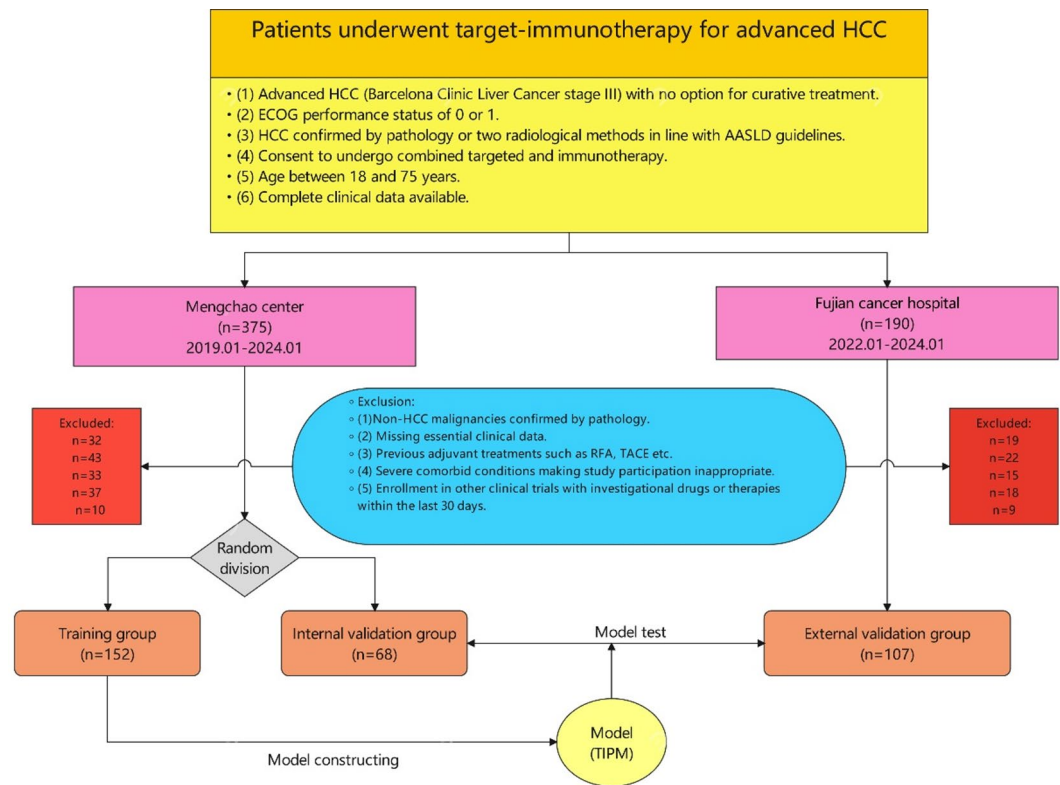 Patients underwent target-immunotherapy for advanced HCC
• (1) Advanced HCC (Barcelona Clinic Liver Cancer stage III) with no option for curative treatment.
• (2) ECOG performance status of 0 or 1.
• (3) HCC confirmed by pathology or two radiological methods in line with AASLD guidelines.
• (4) Consent to undergo combined targeted and immunotherapy.
• (5) Age between 18 and 75 years.
• (6) Complete clinical data available.
Mengchao center
(n=375)
2019.01-2024.01
Fujian cancer hospital
(n=190)
2022.01-2024.01
Excluded:
n=32
n=43
n=33
n=37
n=10
◦ Exclusion:
◦ (1)Non-HCC malignancies confirmed by pathology.
◦ (2) Missing essential clinical data.
◦ (3) Previous adjuvant treatments such as RFA, TACE etc.
◦ (4) Severe comorbid conditions making study participation inappropriate.
◦ (5) Enrollment in other clinical trials with investigational drugs or therapies
within the last 30 days.
Excluded:
n=19
n=22
n=15
n=18
n=9
Random
division
Training group
(n=152)
Internal validation group
(n=68)
Model test
External validation group
(n=107)
Model constructing
Model
(TIPM)